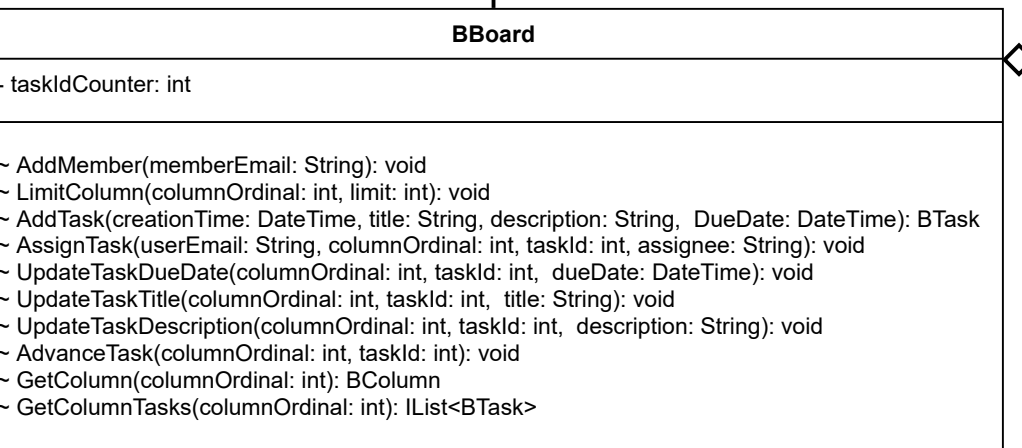 BBoard
- taskIdCounter: int
~ AddMember(memberEmail: String): void
~ LimitColumn(columnOrdinal: int, limit: int): void
~ AddTask(creationTime: DateTime, title: String, description: String,  DueDate: DateTime): BTask
~ AssignTask(userEmail: String, columnOrdinal: int, taskId: int, assignee: String): void
~ UpdateTaskDueDate(columnOrdinal: int, taskId: int,  dueDate: DateTime): void
~ UpdateTaskTitle(columnOrdinal: int, taskId: int,  title: String): void
~ UpdateTaskDescription(columnOrdinal: int, taskId: int,  description: String): void
~ AdvanceTask(columnOrdinal: int, taskId: int): void
~ GetColumn(columnOrdinal: int): BColumn
~ GetColumnTasks(columnOrdinal: int): IList<BTask>